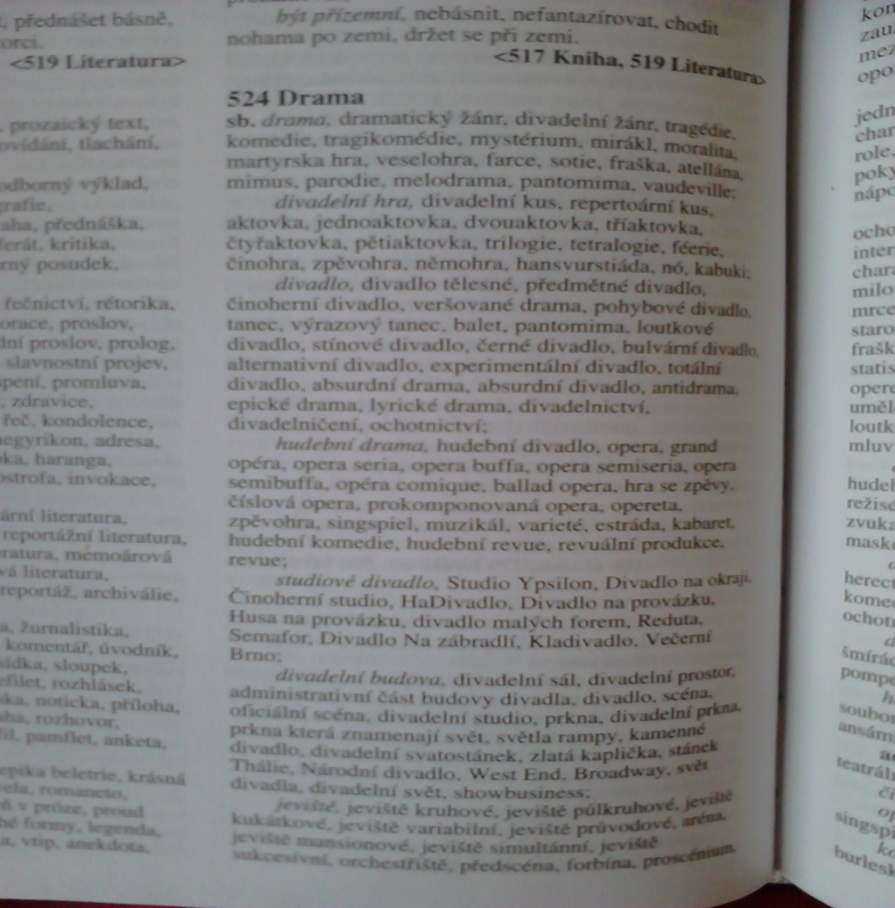 , přednášet básně,
orci.
<519 Literatura>
, prozaický text,
ovídání, tlachání,
odborný výklad,
grafie,
aha, přednáška,
ferát, kritika,
rný posudek,
řečnictví, rétorika,
orace, proslov,
dní proslov, prolog,
slavnostní projev,
upení, promluva,
, zdravice,
řeč, kondolence,
negyrikon, adresa,
ka, haranga,
ostrofa, invokace,
ární literatura,
reportážní literatura,
eratura, memoárová
vá literatura,
reportáž, archiválie,
a, žurnalistika,
komentář, úvodník,
sídka, sloupek,
efilet, rozhlásek,
nka, noticka, příloha,
aha, rozhovor,
fil, pamflet, anketa,
epika beletrie, krásná
vela, romaneto,
ň v próze, proud
hé formy, legenda,
a, vtip, anekdota,
být přízemní, nebásnit, nefantazírovat, chodit
nohama po zemi, držet se při zemi.
<517 Kniha, 519 Literatura>
524 Drama
sb. drama, dramatický žánr, divadelní žánr, tragédie,
komedie, tragikomédie, mystérium, mirákl, moralita,
martyrska hra, veselohra, farce, sotie, fraška, atellána,
mimus, parodie, melodrama, pantomima, vaudeville;
divadelní hra, divadelní kus, repertoární kus,
aktovka, jednoaktovka, dvouaktovka, tříaktovka,
čtyřaktovka, pětiaktovka, trilogie, tetralogie, féerie,
činohra, zpěvohra, němohra, hansvurstiáda, nó, kabuki;
divadlo, divadlo tělesné, předmětné divadlo,
činoherní divadlo, veršované drama, pohybové divadlo,
tanec, výrazový tanec, balet, pantomima, loutkové
divadlo, stínové divadlo, černé divadlo, bulvární divadlo,
alternativní divadlo, experimentální divadlo, totální
divadlo, absurdní drama, absurdní divadlo, antidrama,
epické drama, lyrické drama, divadelnictví,
divadelničení, ochotnictví;
hudební drama, hudební divadlo, opera, grand
opéra, opera seria, opera buffa, opera semiseria, opera
semibuffa, opéra comique, ballad opera, hra se zpěvy,
číslová opera, prokomponovaná opera, opereta,
zpěvohra, singspiel, muzikál, varieté, estráda, kabaret,
hudební komedie, hudební revue, revuální produkce,
revue;
studiové divadlo, Studio Ypsilon, Divadlo na okraji,
Činoherní studio, HaDivadlo, Divadlo na provázku,
Husa na provázku, divadlo malých forem, Reduta,
Semafor, Divadlo Na zábradlí, Kladivadlo, Večerní
Brno;
divadelní budova, divadelní sál, divadelní prostor,
administrativní část budovy divadla, divadlo, scéna,
oficiální scéna, divadelní studio, prkna, divadelní prkna,
prkna která znamenají svět, světla rampy, kamenné
divadlo, divadelní svatostánek, zlatá kaplička, stánek
Thálie, Národní divadlo, West End, Broadway, svět
divadla, divadelní svět, showbusiness;
jeviště, jeviště kruhové, jeviště půlkruhové, jeviště
kukátkové, jeviště variabilní, jeviště průvodové, aréna,
jeviště mansionové, jeviště simultánní, jeviště
sukcesívní, orchestřiště, předscéna, forbína, proscénium,
kon
zau
mez
opo
jedn
char
role,
poky
nápo
ocho
inter
chara
milo
mrce
staro
frašk
statis
opern
uměl
loutk
mluv
hudeb
režisé
zvuka
maske
herect
komed
ochotn
šmírác
pompé
soubor
ansám
teatrál
singspi
burlesk